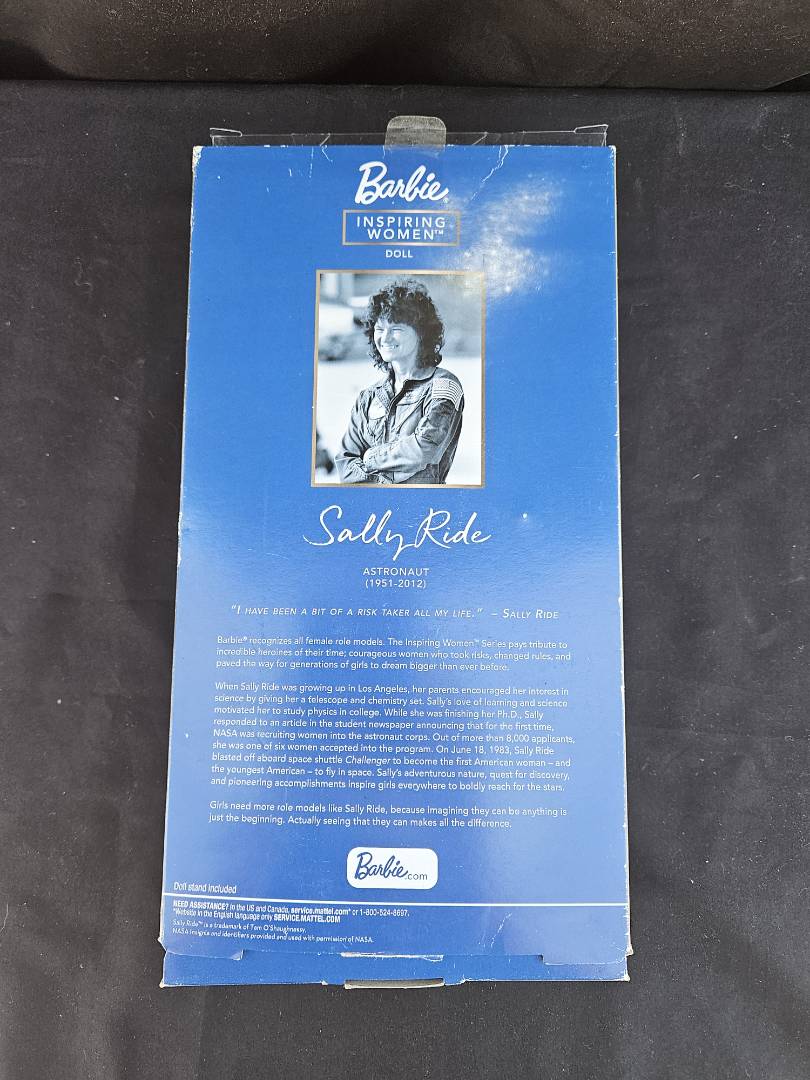 Barbie®
INSPIRING
WOMEN™
DOLL
Sally Ride
ASTRONAUT
(1951-2012)
"I HAVE BEEN A BIT OF A RISK TAKER ALL MY LIFE." – SALLY RIDE
Barbie® recognizes all female role models. The Inspiring Women™ Series pays tribute to
incredible heroines of their time; courageous women who took risks, changed rules, and
paved the way for generations of girls to dream bigger than ever before.
When Sally Ride was growing up in Los Angeles, her parents encouraged her interest in
science by giving her a telescope and chemistry set. Sally's love of learning and science
motivated her to study physics in college. While she was finishing her Ph.D., Sally
responded to an article in the student newspaper announcing that for the first time,
NASA was recruiting women into the astronaut corps. Out of more than 8,000 applicants,
she was one of six women accepted into the program. On June 18, 1983, Sally Ride
blasted off aboard space shuttle Challenger to become the first American woman – and
the youngest American – to fly in space. Sally's adventurous nature, quest for discovery,
and pioneering accomplishments inspire girls everywhere to boldly reach for the stars.
Girls need more role models like Sally Ride, because imagining they can be anything is
just the beginning. Actually seeing that they can makes all the difference.
Barbie.com
Doll stand included
NEED ASSISTANCE? In the US and Canada, service.mattel.com* or 1-800-524-8697.
*Website in the English language only SERVICE.MATTEL.COM
Sally Ride™ is a trademark of Tam O'Shaughnessy.
NASA insignia and identifiers provided and used with permission of NASA.